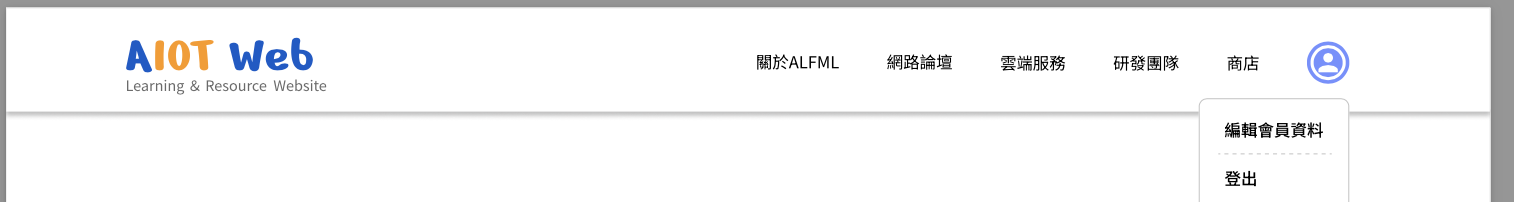 AIOT Web
Learning & Resource Website
關於ALFML
網路論壇
雲端服務
研發團隊
商店
編輯會員資料
登出